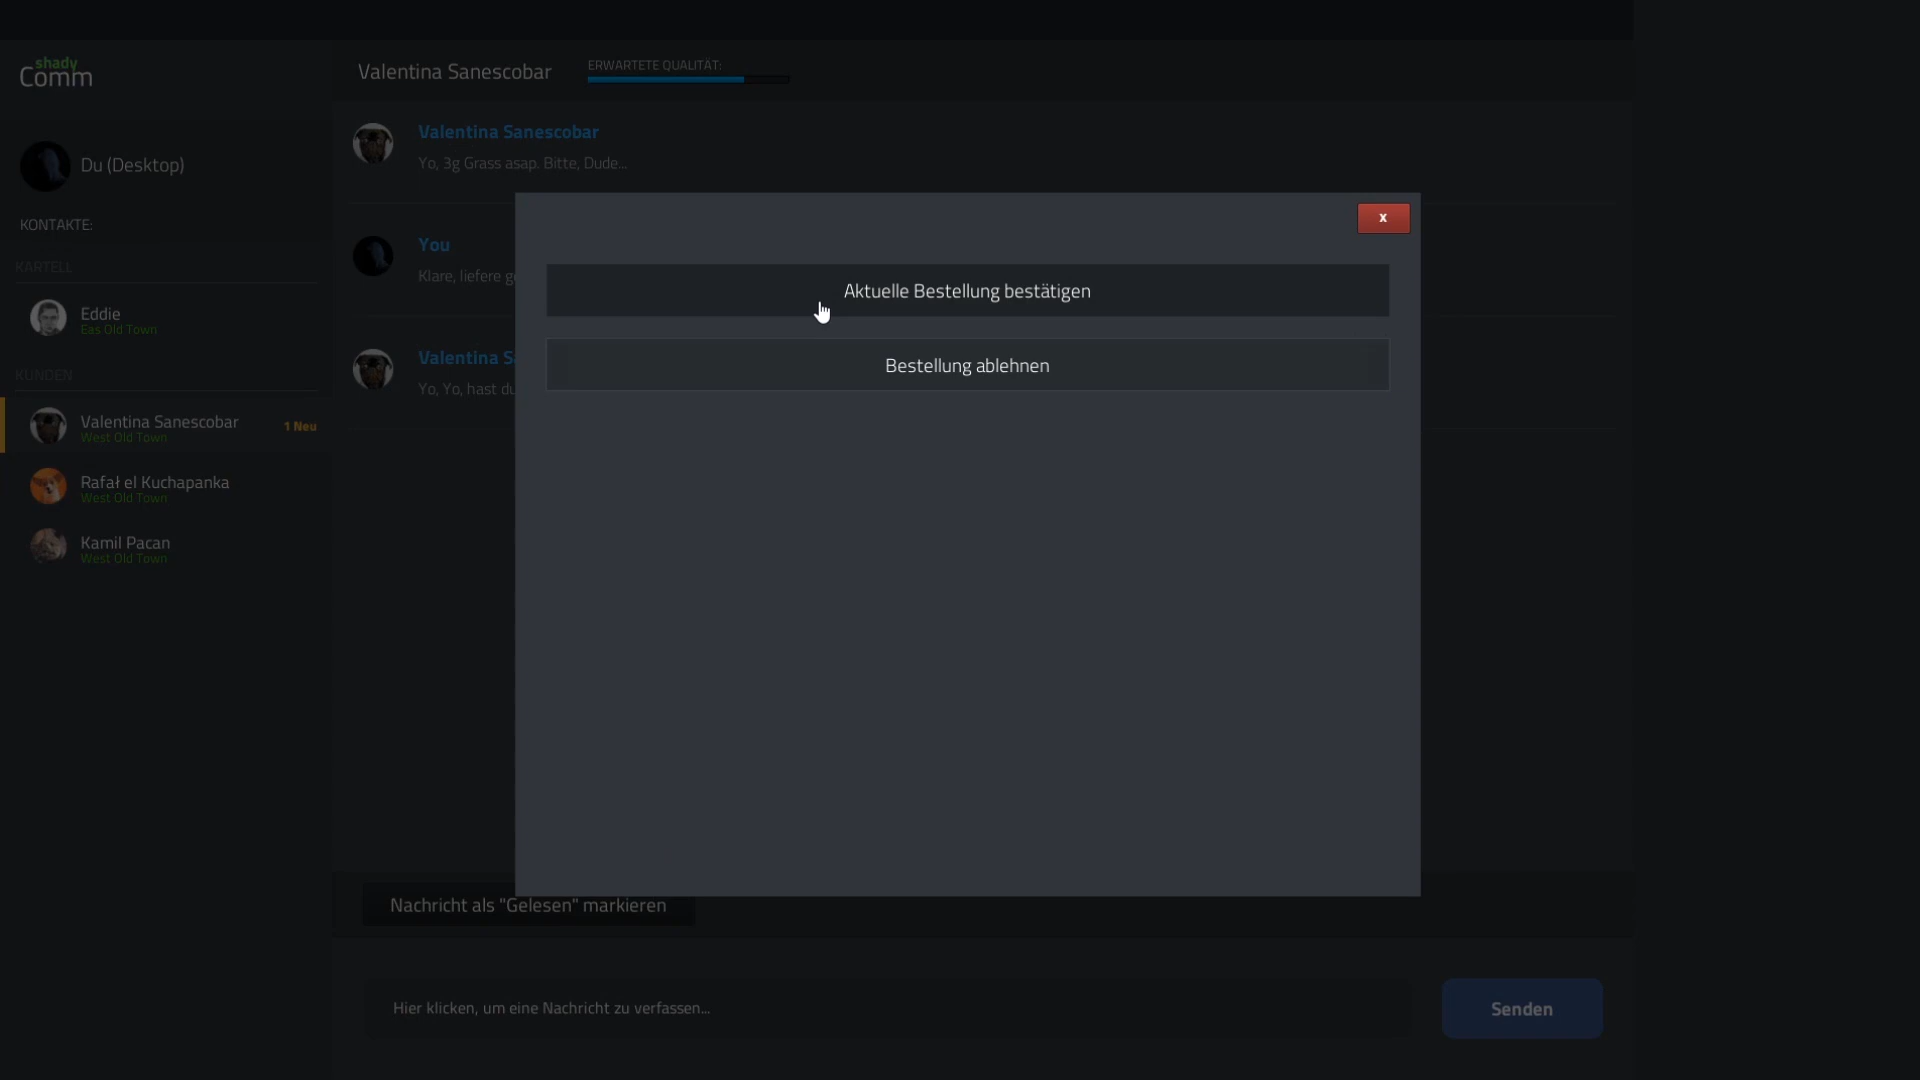 shady
Comm
Du (Desktop)
KONTAKTE:
KARTELL
Eddie
Eas Old Town
KUNDEN
Valentina Sanescobar
West Old Town
1 Neu
Rafał el Kuchapanka
West Old Town
Kamil Pacan
West Old Town
Valentina Sanescobar
ERWARTETE QUALITÄT:
Valentina Sanescobar
Yo, 3g Grass asap. Bitte, Dude...
You
Klare, liefere
Valentina
Yo, Yo, hast
x
Aktuelle Bestellung bestätigen
Bestellung ablehnen
Nachricht als "Gelesen" markieren
Hier klicken, um eine Nachricht zu verfassen...
Senden